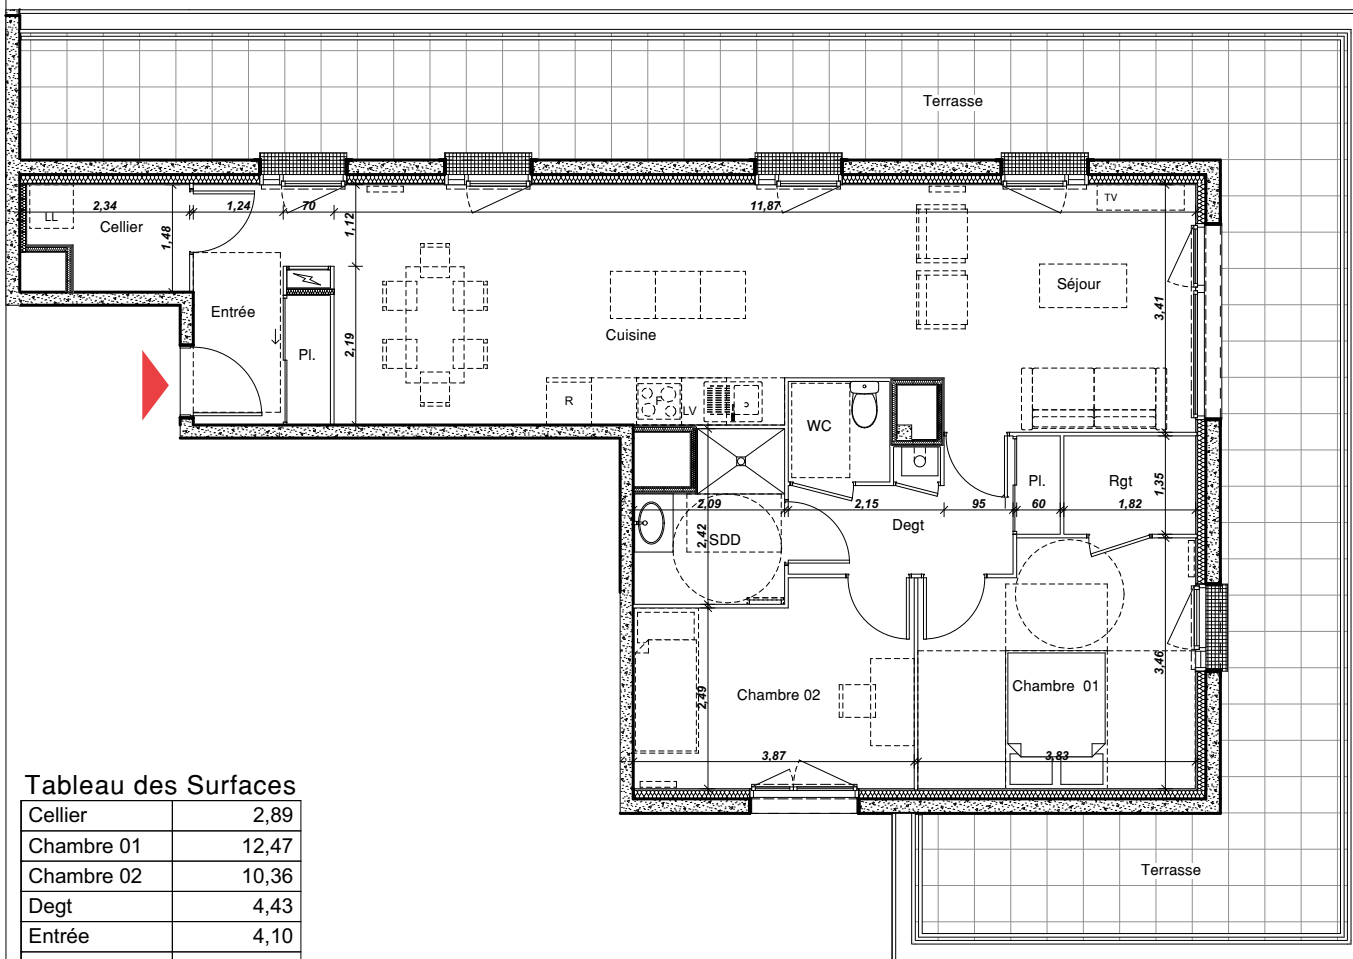 Terrasse
2,34
1,24
70
11,87
TV
LL
Cellier
1,48
1,12
Entrée
Séjour
3,41
Cuisine
2,19
Pl.
R
F
LV
WC
Pl.
Rgt
1,35
2,09
2,15
95
60
1,82
Degt
2,42
SDD
3,46
Chambre 01
2,49
Chambre 02
3,87
3,83
Terrasse
Tableau des Surfaces
Cellier 2,89
Chambre 01 12,47
Chambre 02 10,36
Degt 4,43
Entrée 4,10